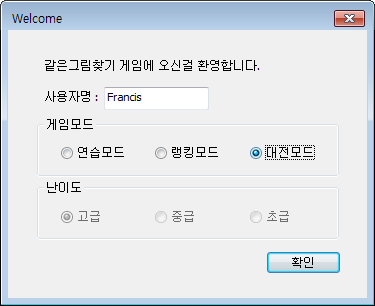 Welcome
같은그림찾기 게임에 오신걸 환영합니다.
사용자명 : Francis
게임모드
연습모드 랭킹모드 대전모드
난이도
고급 중급 초급
확인